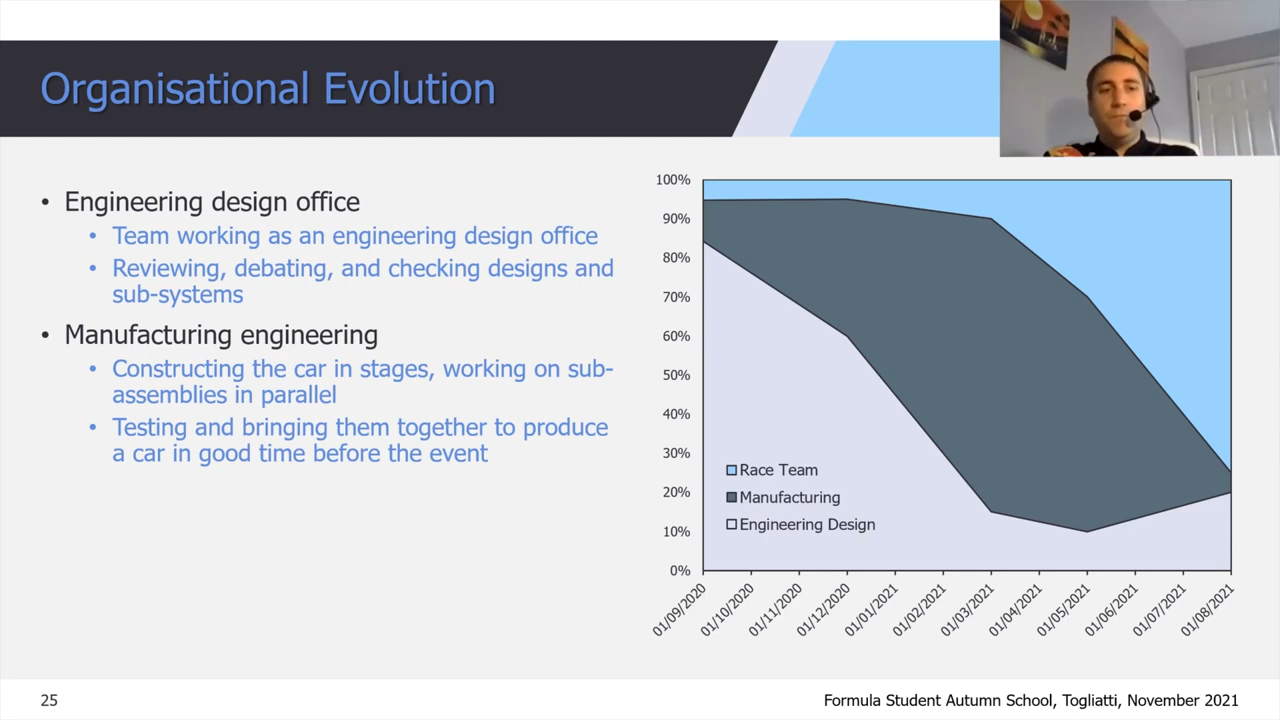 Organisational Evolution
• Engineering design office
• Team working as an engineering design office
• Reviewing, debating, and checking designs and
sub-systems
• Manufacturing engineering
• Constructing the car in stages, working on sub-
assemblies in parallel
• Testing and bringing them together to produce
a car in good time before the event
100%
90%
80%
70%
60%
50%
40%
30%
20%
10%
0%
Race Team
Manufacturing
Engineering Design
01/09/2020
01/10/2020
01/11/2020
01/12/2020
01/01/2021
01/02/2021
01/03/2021
01/04/2021
01/05/2021
01/06/2021
01/07/2021
01/08/2021
25
Formula Student Autumn School, Togliatti, November 2021